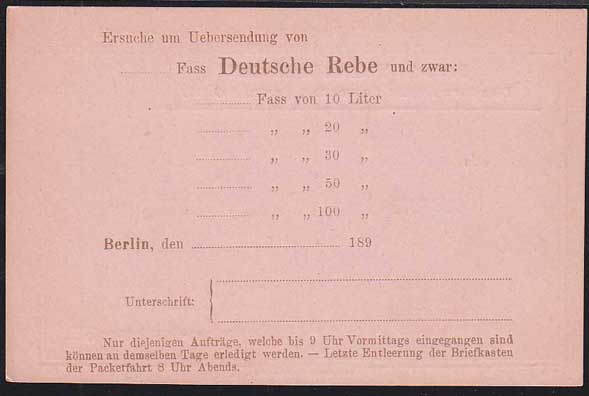 Ersuche um Uebersendung von
............ Fass Deutsche Rebe und zwar:
............ Fass von 10 Liter
............ „ „ 20 „
............ „ „ 30 „
............ „ „ 50 „
............ „ „ 100 „
Berlin, den .............................. 189
Unterschrift:
Nur diejenigen Aufträge, welche bis 9 Uhr Vormittags eingegangen sind
können an demselben Tage erledigt werden. — Letzte Entleerung der Briefkasten
der Packetfahrt 8 Uhr Abends.